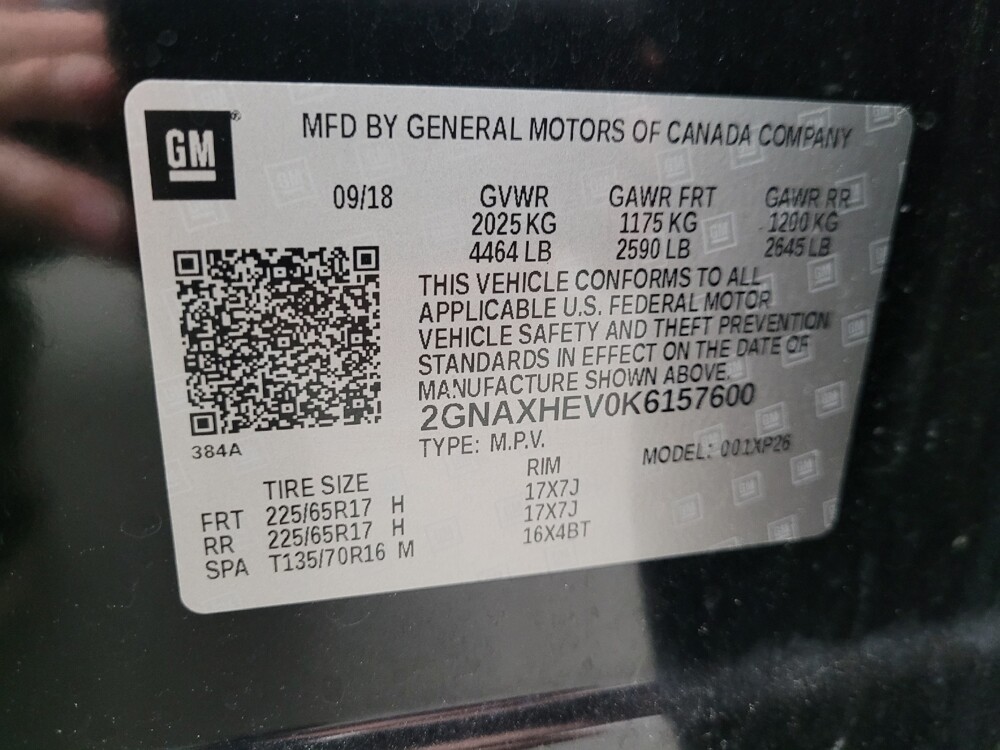 GM
MFD BY GENERAL MOTORS OF CANADA COMPANY
09/18 GVWR GAWR FRT GAWR RR
2025 KG 1175 KG 1200 KG
4464 LB 2590 LB 2645 LB
THIS VEHICLE CONFORMS TO ALL
APPLICABLE U.S. FEDERAL MOTOR
VEHICLE SAFETY AND THEFT PREVENTION
STANDARDS IN EFFECT ON THE DATE OF
MANUFACTURE SHOWN ABOVE.
2GNAXHEV0K6157600
384A
TYPE: M.P.V. MODEL: 001XP26
TIRE SIZE RIM
FRT 225/65R17 H 17X7J
RR 225/65R17 H 17X7J
SPA T135/70R16 M 16X4BT